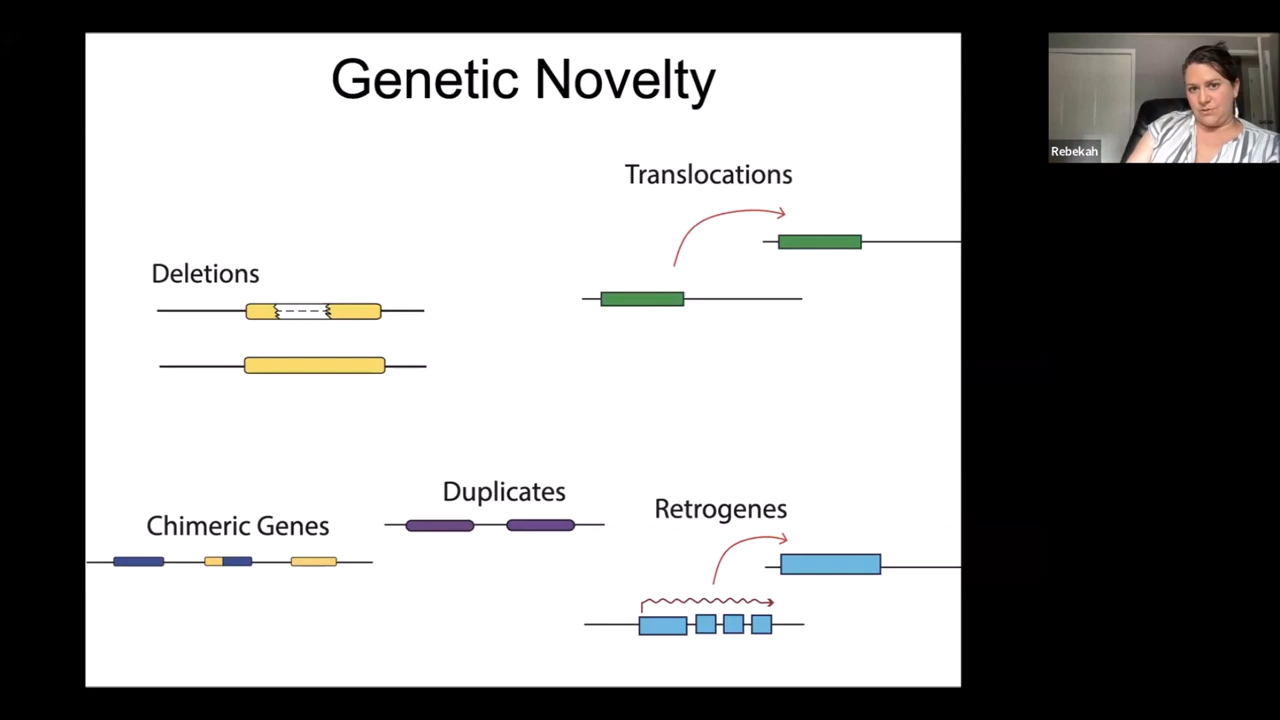 Genetic Novelty
Translocations
Deletions
Duplicates
Retrogenes
Chimeric Genes
Rebekah